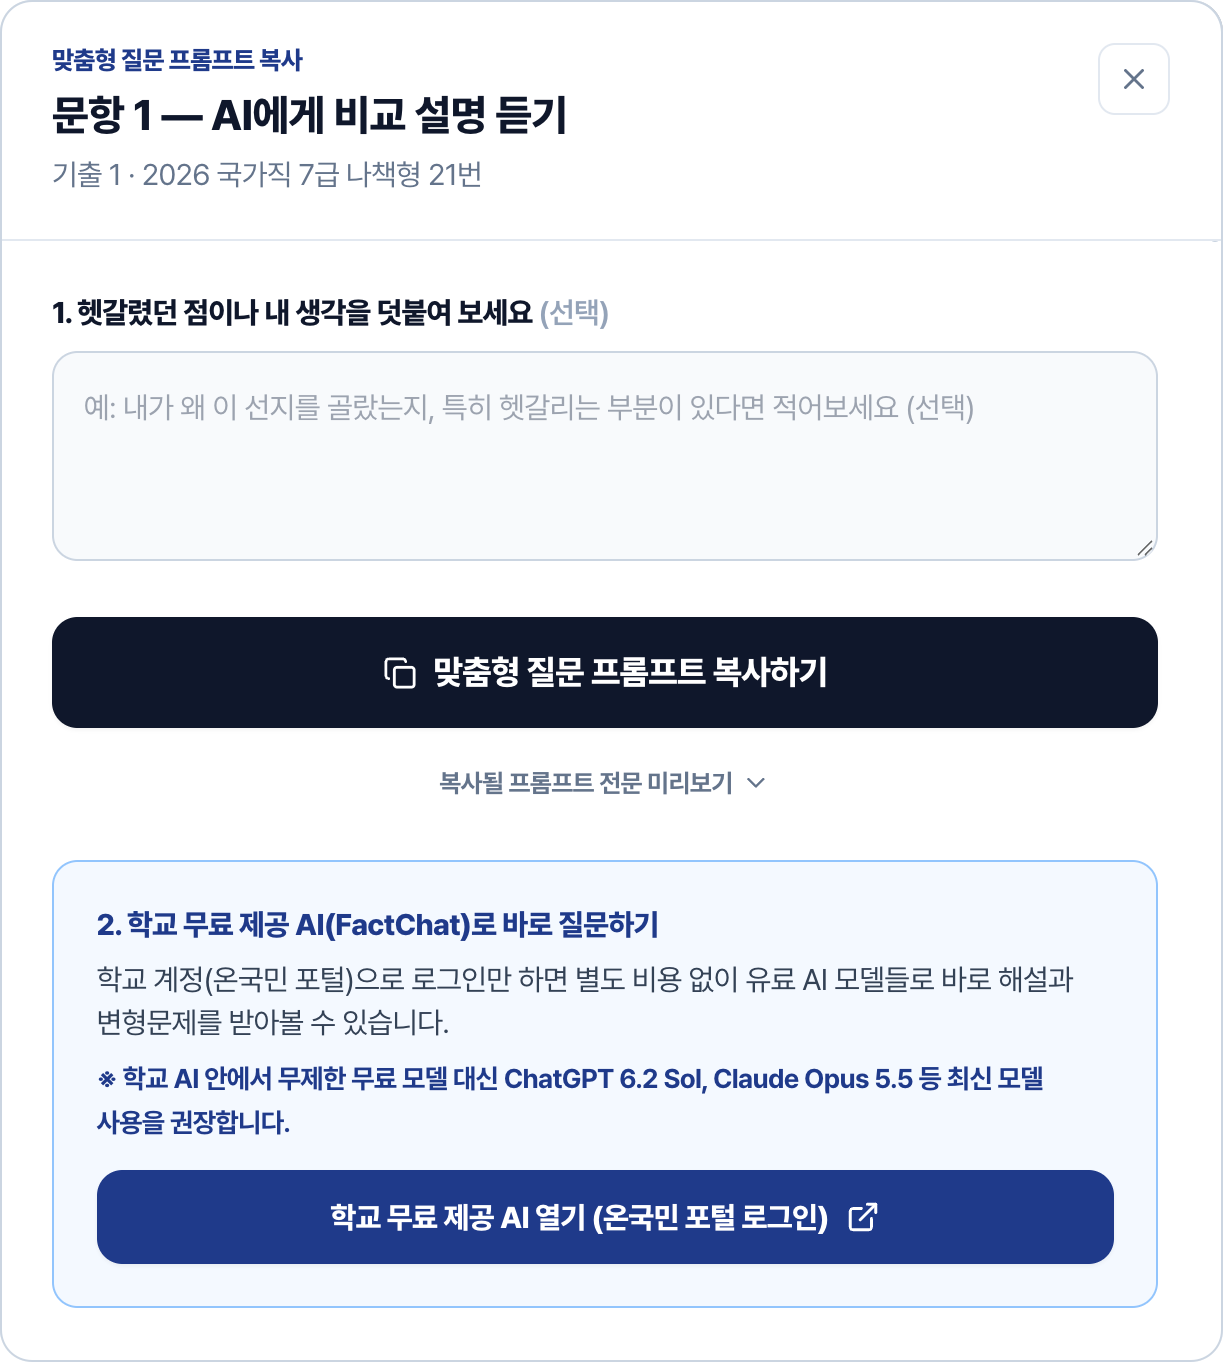 맞춤형 질문 프롬프트 복사
문항 1 — AI에게 비교 설명 듣기
기출 1 · 2026 국가직 7급 나책형 21번
1. 헷갈렸던 점이나 내 생각을 덧붙여 보세요 (선택)
예: 내가 왜 이 선지를 골랐는지, 특히 헷갈리는 부분이 있다면 적어보세요 (선택)
맞춤형 질문 프롬프트 복사하기
복사될 프롬프트 전문 미리보기
2. 학교 무료 제공 AI(FactChat)로 바로 질문하기
학교 계정(온국민 포털)으로 로그인만 하면 별도 비용 없이 유료 AI 모델들로 바로 해설과
변형문제를 받아볼 수 있습니다.
※ 학교 AI 안에서 무제한 무료 모델 대신 ChatGPT 6.2 Sol, Claude Opus 5.5 등 최신 모델
사용을 권장합니다.
학교 무료 제공 AI 열기 (온국민 포털 로그인)